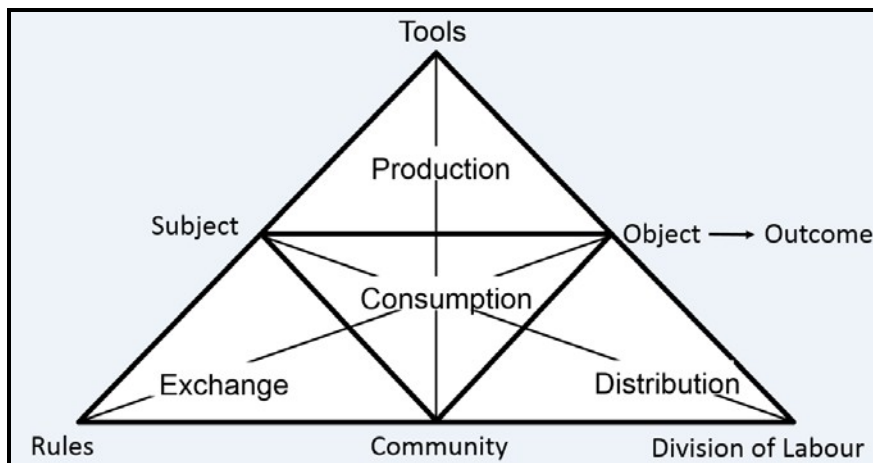 Tools
Production
Subject
Object → Outcome
Consumption
Exchange
Distribution
Rules
Community
Division of Labour